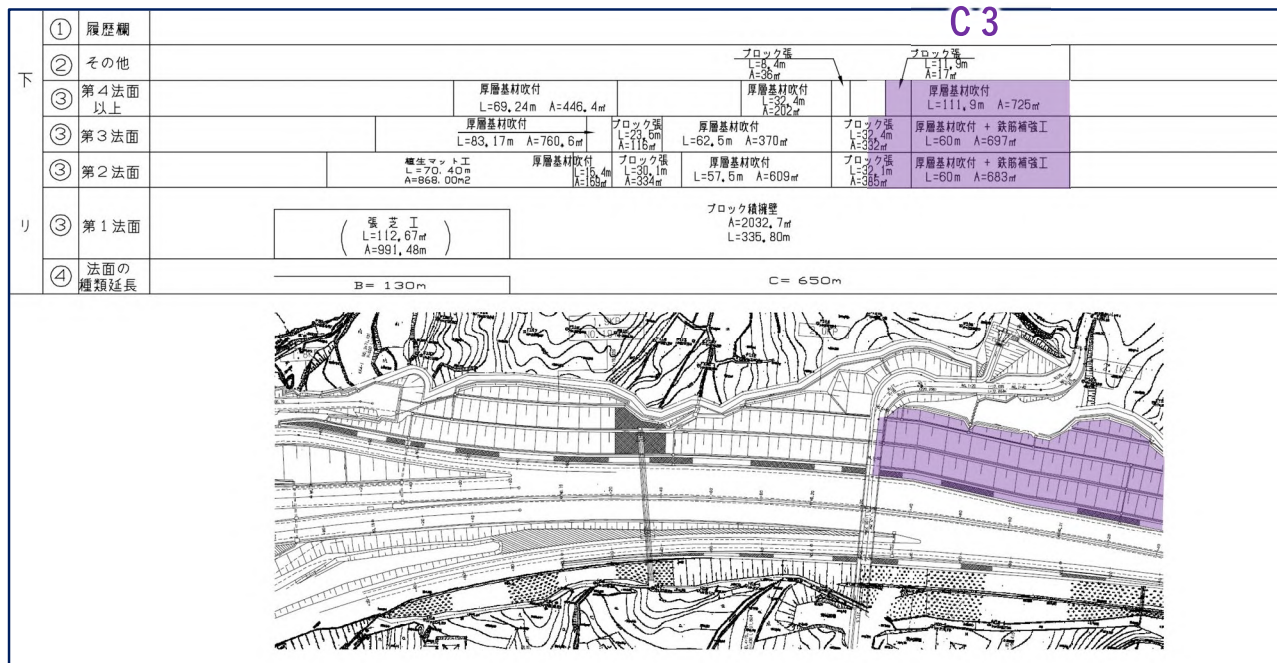 C3
下り
① 履歴欄
② その他
ブロック張
L=8.4m
A=36㎡
ブロック張
L=11.9m
A=17㎡
③ 第4法面
以上
厚層基材吹付
L=69.24m A=446.4㎡
厚層基材吹付
L=32.4m
A=202㎡
厚層基材吹付
L=111.9m A=725㎡
③ 第3法面
厚層基材吹付
L=83.17m A=760.6㎡
ブロック張
L=23.5m
A=116㎡
厚層基材吹付
L=62.5m A=370㎡
ブロック張
L=32.4m
A=332㎡
厚層基材吹付 + 鉄筋補強工
L=60m A=697㎡
③ 第2法面
植生マット工
L=70.40m
A=868.00m2
厚層基材吹付
L=15.4m
A=169㎡
ブロック張
L=30.1m
A=334㎡
厚層基材吹付
L=57.5m A=609㎡
ブロック張
L=32.1m
A=385㎡
厚層基材吹付 + 鉄筋補強工
L=60m A=683㎡
③ 第1法面
張芝工
L=112.67㎡
A=991.48m
ブロック積擁壁
A=2032.7㎡
L=335.80m
④ 法面の
種類延長
B= 130m
C= 650m